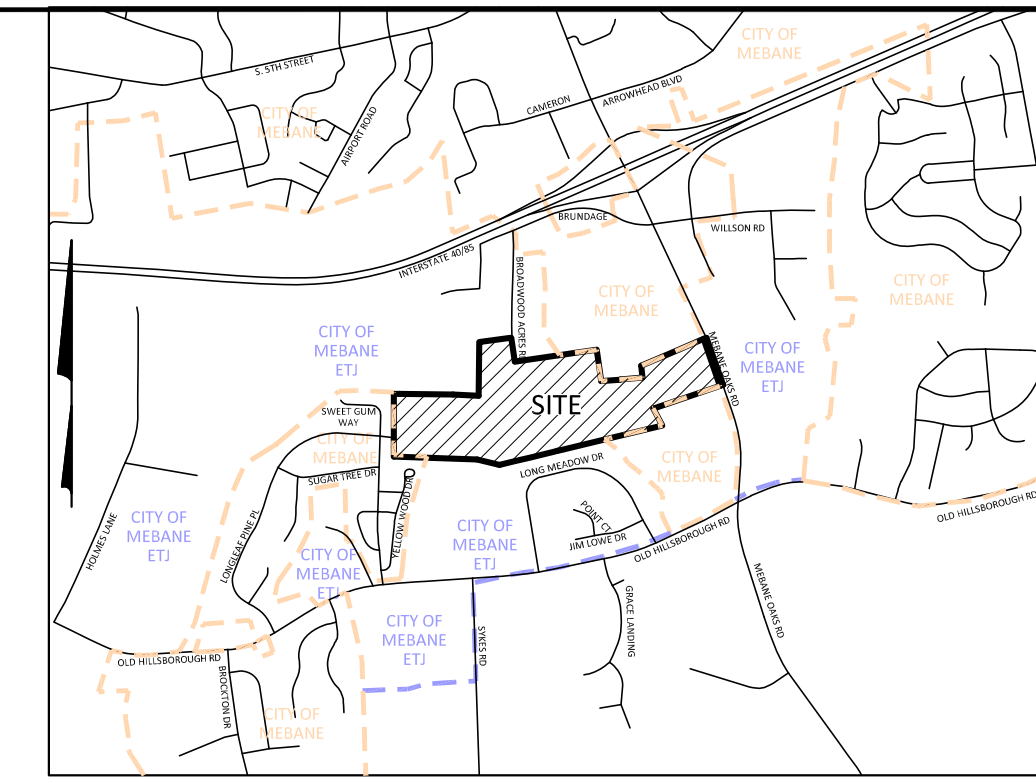 CITY OF
MEBANE
S. 5TH STREET
CITY OF
MEBANE
AIRPORT ROAD
CAMERON
ARROWHEAD BLVD
BRUNDAGE
WILLSON RD
INTERSTATE 40/85
BROADWOOD ACRES RD
CITY OF
MEBANE
CITY OF
MEBANE
CITY OF
MEBANE
ETJ
MEBANE OAKS RD
CITY OF
MEBANE
ETJ
SITE
SWEET GUM
WAY
CITY OF
MEBANE
SUGAR TREE DR
LONG MEADOW DR
CITY OF
MEBANE
YELLOW WOOD DR
HOLMES LANE
CITY OF
MEBANE
ETJ
LONGLEAF PINE PL
CITY OF
MEBANE
ETJ
CITY OF
MEBANE
ETJ
POINT CT
JIM LOWE DR
OLD HILLSBOROUGH RD
OLD HILLSBOROUGH RD
MEBANE OAKS RD
GRACE LANDING
CITY OF
MEBANE
ETJ
SYKES RD
OLD HILLSBOROUGH RD
BROCKTON DR
CITY OF
MEBANE